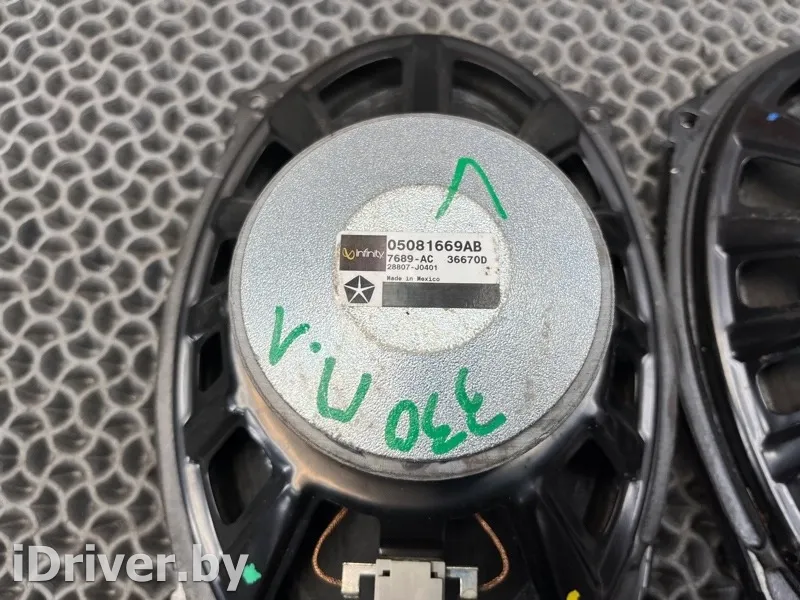 Infinity
05081669AB
7689-AC 36670D
28807-J0401
Made in Mexico
П.Л
330
iDriver.by